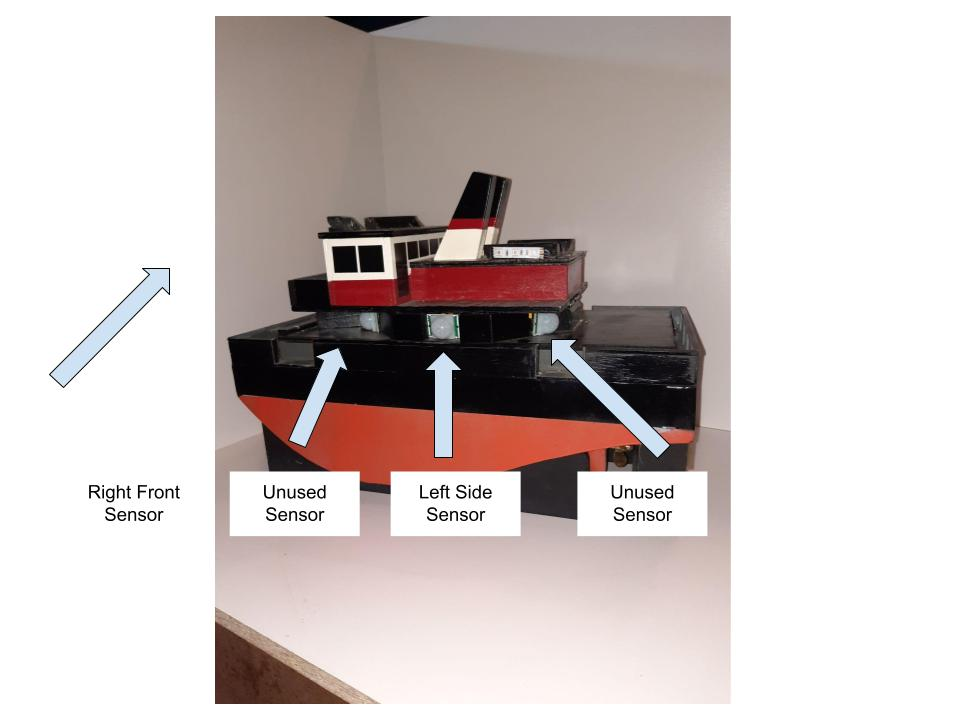 Right Front
Sensor
Unused
Sensor
Left Side
Sensor
Unused
Sensor